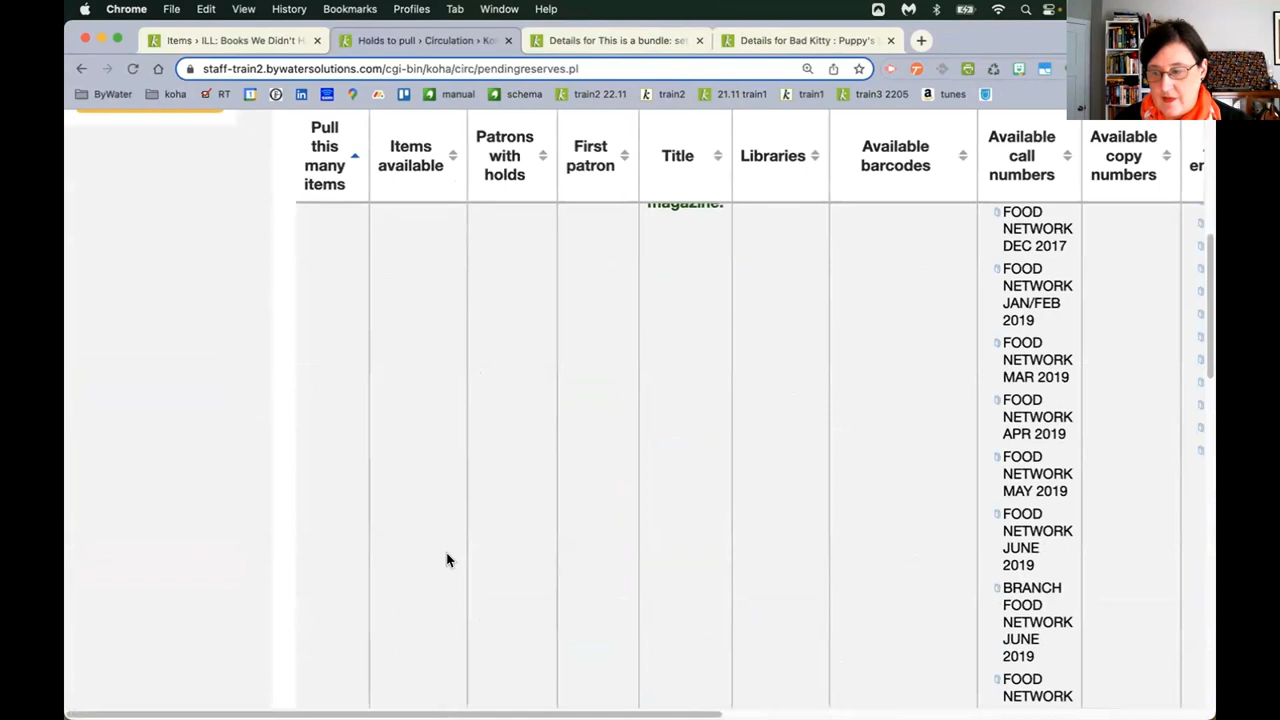 Chrome File Edit View History Bookmarks Profiles Tab Window Help
Items › ILL: Books We Didn't H
Holds to pull › Circulation › Ko
Details for This is a bundle: se
Details for Bad Kitty : Puppy's
staff-train2.bywatersolutions.com/cgi-bin/koha/circ/pendingreserves.pl
ByWater koha RT manual schema train2 22.11 train2 21.11 train1 train1 train3 2205 tunes
Pull this many items
Items available
Patrons with holds
First patron
Title
Libraries
Available barcodes
Available call numbers
Available copy numbers
er
magazine.
FOOD
NETWORK
DEC 2017
FOOD
NETWORK
JAN/FEB
2019
FOOD
NETWORK
MAR 2019
FOOD
NETWORK
APR 2019
FOOD
NETWORK
MAY 2019
FOOD
NETWORK
JUNE
2019
BRANCH
FOOD
NETWORK
JUNE
2019
FOOD
NETWORK